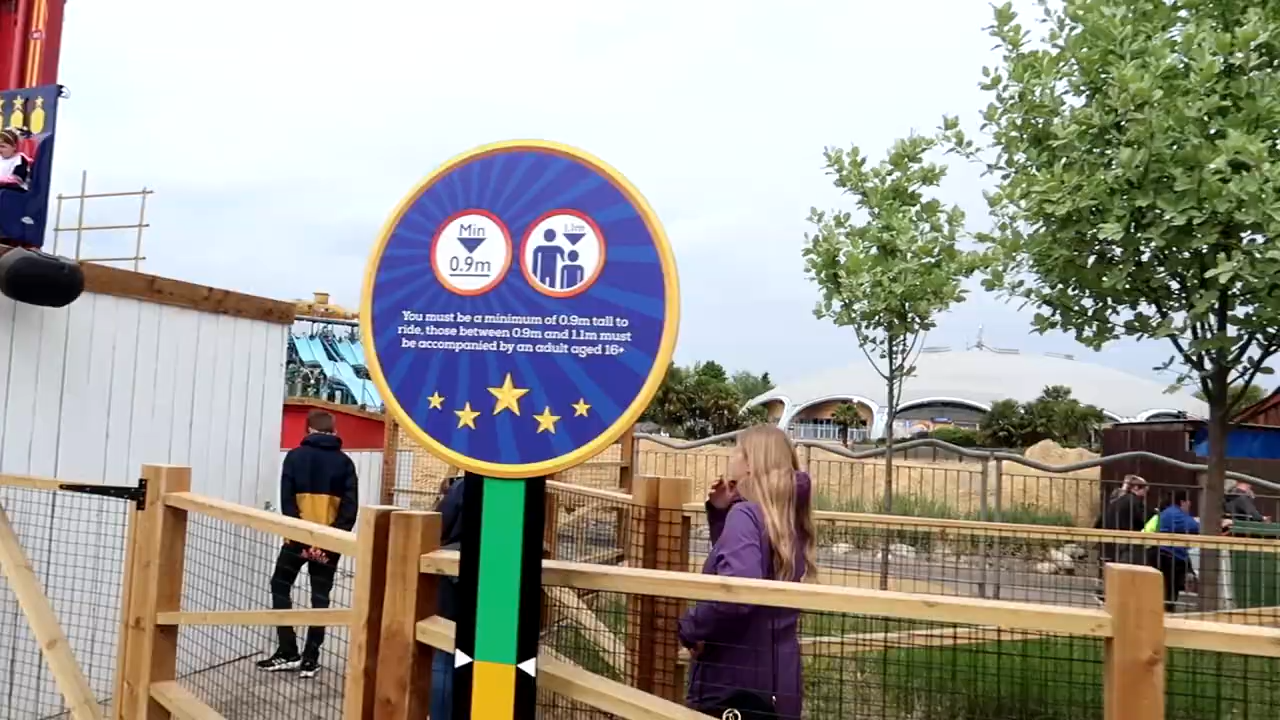 Min
0.9m
1.1m
You must be a minimum of 0.9m tall to
ride, those between 0.9m and 1.1m must
be accompanied by an adult aged 16+